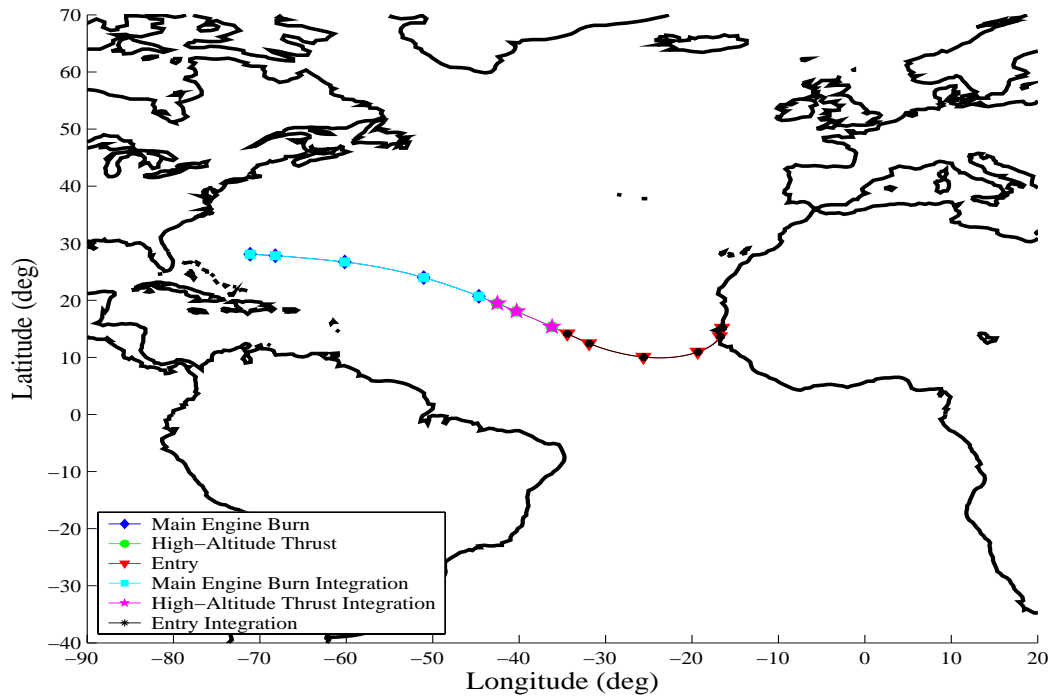 70
60
50
40
30
20
10
0
−10
−20
−30
−40
Latitude (deg)
Main Engine Burn
High−Altitude Thrust
Entry
Main Engine Burn Integration
High−Altitude Thrust Integration
Entry Integration
−90 −80 −70 −60 −50 −40 −30 −20 −10 0 10 20
Longitude (deg)